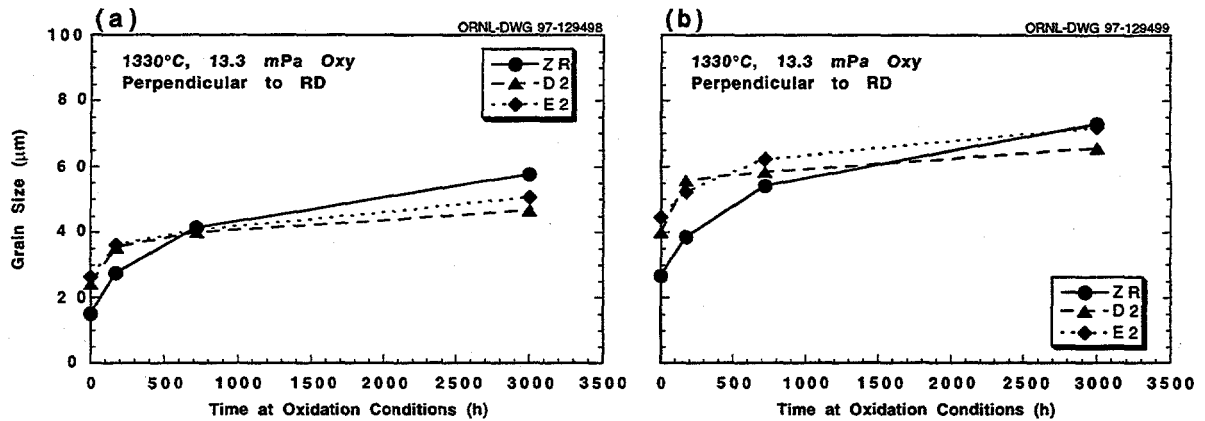 (a)
ORNL-DWG 97-129498
1330°C, 13.3 mPa Oxy
Perpendicular to RD
ZR
D2
E2
100
80
60
40
20
0
Grain Size (μm)
0 500 1000 1500 2000 2500 3000 3500
Time at Oxidation Conditions (h)
(b)
ORNL-DWG 97-129499
1330°C, 13.3 mPa Oxy
Perpendicular to RD
ZR
D2
E2
0 500 1000 1500 2000 2500 3000 3500
Time at Oxidation Conditions (h)